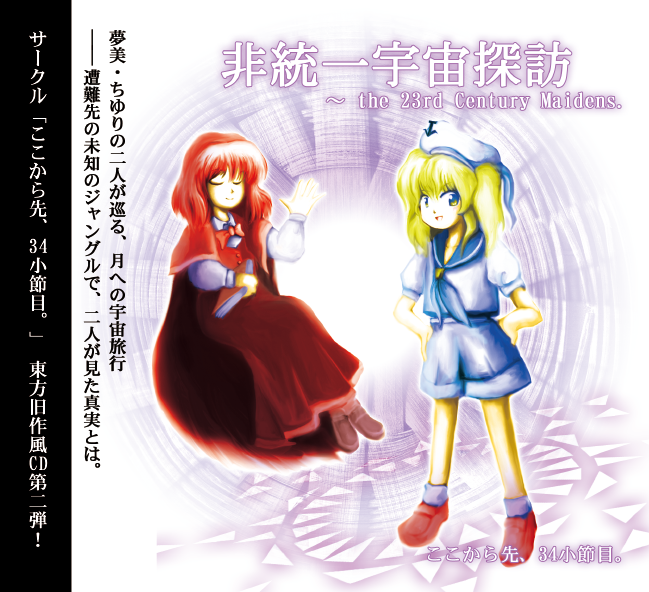 非統一宇宙探訪
～ the 23rd Century Maidens.
夢美・ちゆりの二人が巡る、月への宇宙旅行
――遭難先の未知のジャングルで、二人が見た真実とは。
サークル「ここから先、34小節目。」 東方旧作風CD第二弾！
ここから先、34小節目。